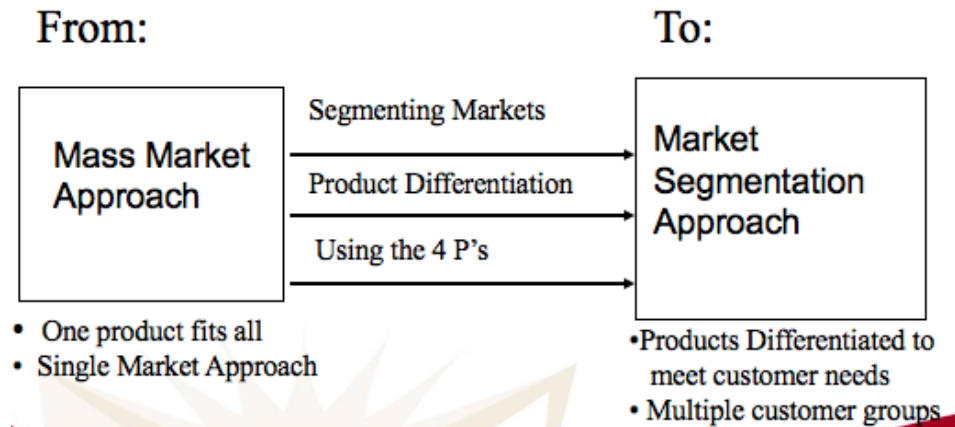 From:
To:
Mass Market
Approach
Segmenting Markets
Product Differentiation
Using the 4 P’s
Market
Segmentation
Approach
• One product fits all
• Single Market Approach
•Products Differentiated to
meet customer needs
• Multiple customer groups